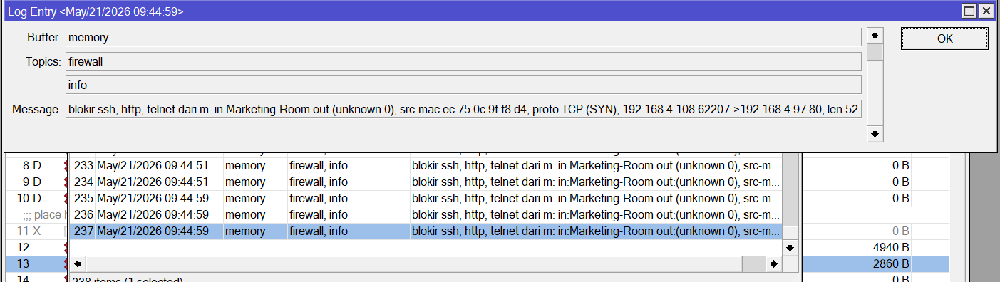 Log Entry <May/21/2026 09:44:59>
Buffer: memory
OK
Topics: firewall
info
Message: blokir ssh, http, telnet dari m: in:Marketing-Room out:(unknown 0), src-mac ec:75:0c:9f:f8:d4, proto TCP (SYN), 192.168.4.108:62207->192.168.4.97:80, len 52
8 D 233 May/21/2026 09:44:51 memory firewall, info blokir ssh, http, telnet dari m: in:Marketing-Room out:(unknown 0), src-m... 0 B
9 D 234 May/21/2026 09:44:51 memory firewall, info blokir ssh, http, telnet dari m: in:Marketing-Room out:(unknown 0), src-m... 0 B
10 D 235 May/21/2026 09:44:59 memory firewall, info blokir ssh, http, telnet dari m: in:Marketing-Room out:(unknown 0), src-m... 0 B
;;; place 236 May/21/2026 09:44:59 memory firewall, info blokir ssh, http, telnet dari m: in:Marketing-Room out:(unknown 0), src-m...
11 X 237 May/21/2026 09:44:59 memory firewall, info blokir ssh, http, telnet dari m: in:Marketing-Room out:(unknown 0), src-m... 0 B
12 4940 B
13 2860 B
14 238 items (1 selected) 0 B